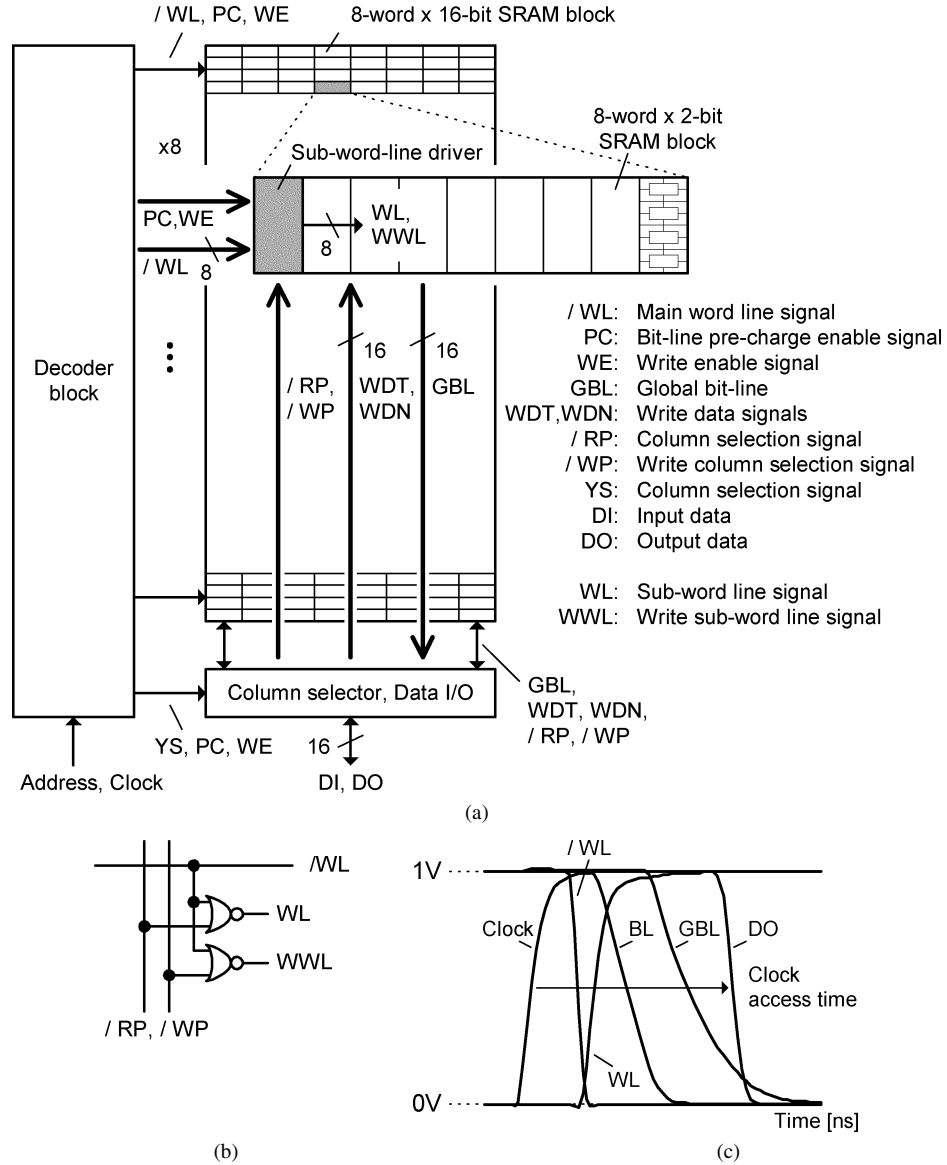 / WL, PC, WE
8-word x 16-bit SRAM block
x8
8-word x 2-bit
SRAM block
Sub-word-line driver
PC,WE
/ WL
8
8
WL,
WWL
Decoder
block
/ RP,
/ WP
16
WDT,
WDN
16
GBL
/ WL: Main word line signal
PC: Bit-line pre-charge enable signal
WE: Write enable signal
GBL: Global bit-line
WDT,WDN: Write data signals
/ RP: Column selection signal
/ WP: Write column selection signal
YS: Column selection signal
DI: Input data
DO: Output data
WL: Sub-word line signal
WWL: Write sub-word line signal
Column selector, Data I/O
GBL,
WDT, WDN,
/ RP, / WP
YS, PC, WE
16
Address, Clock
DI, DO
(a)
/WL
WL
WWL
/ RP, / WP
(b)
/ WL
1V
Clock
BL
GBL
DO
Clock
access time
WL
0V
Time [ns]
(c)